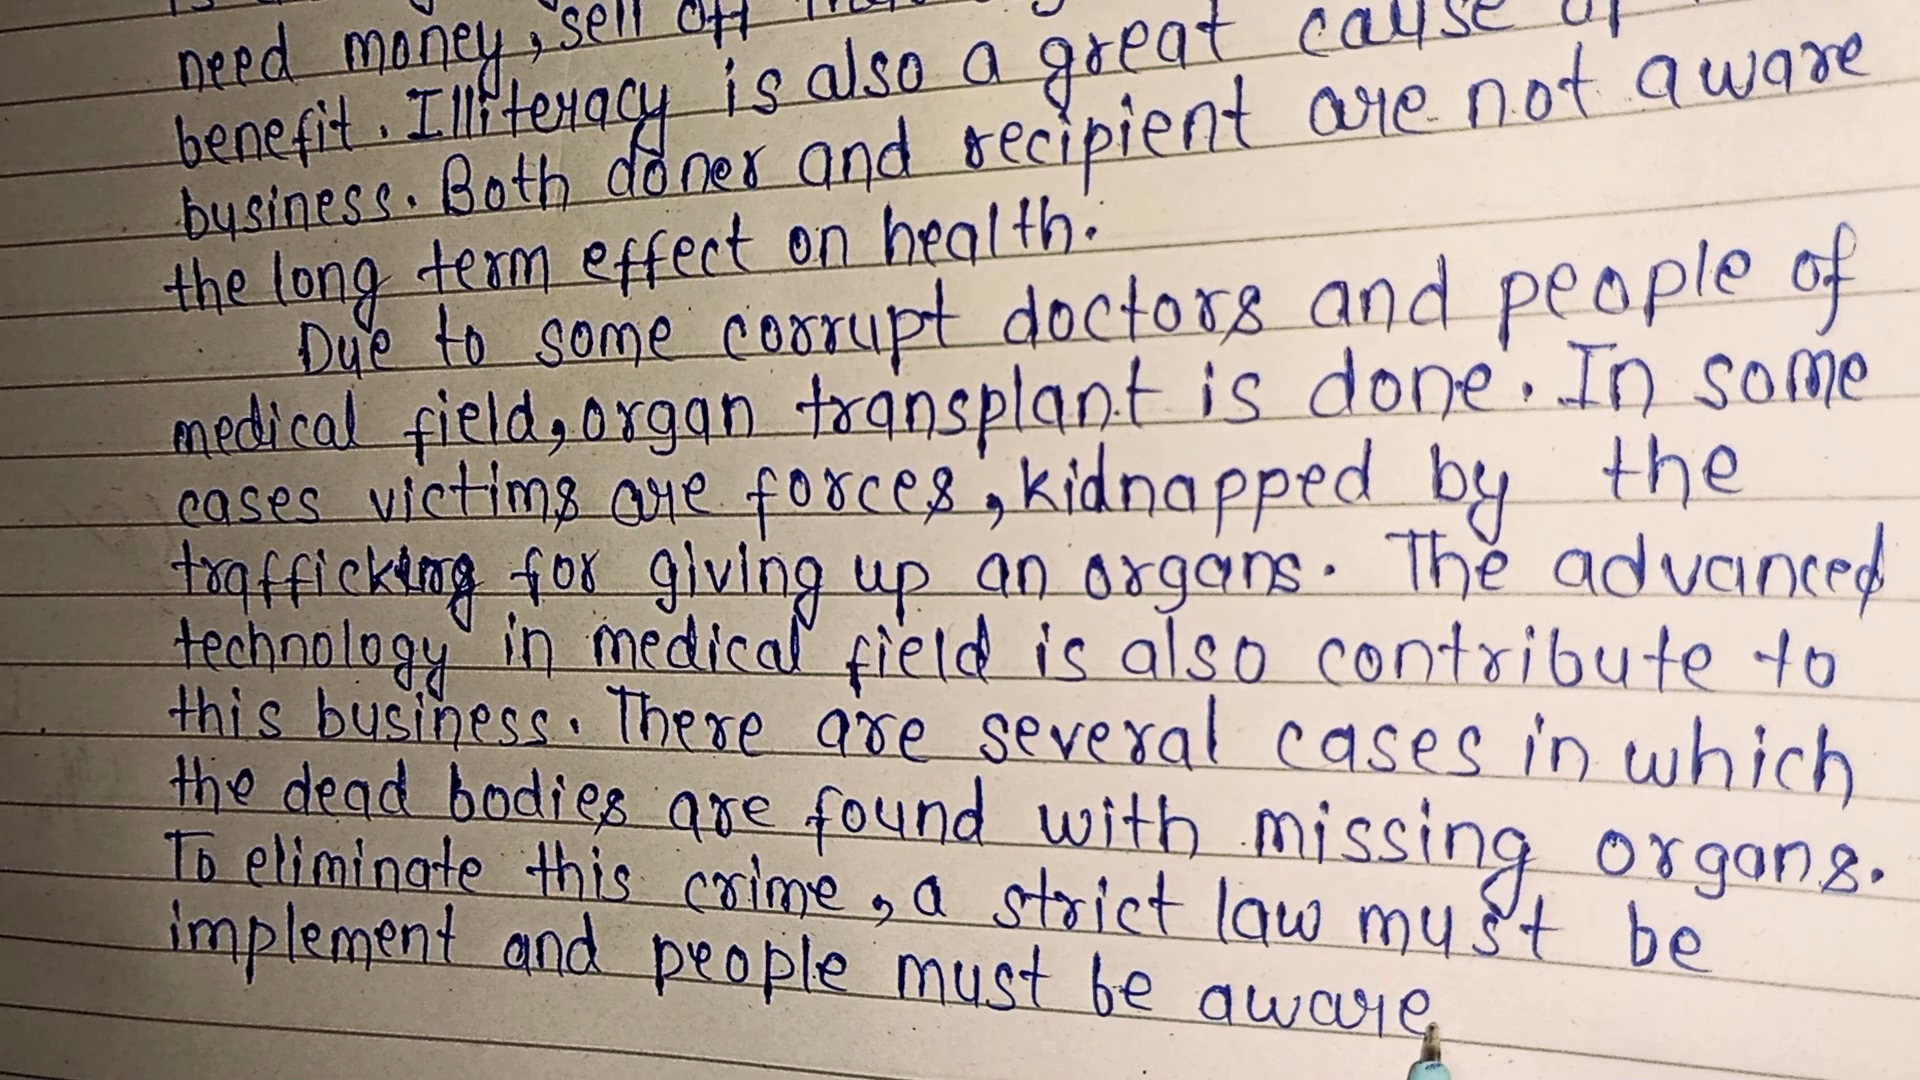 need money, sell off
benefit. Illiteracy is also a great cause of
business. Both doner and recipient are not aware
the long term effect on health.
Due to some corrupt doctors and people of
medical field, organ transplant is done. In some
cases victims are forces, kidnapped by the
trafficking for giving up an organs. The advanced
technology in medical field is also contribute to
this business. There are several cases in which
the dead bodies are found with missing organs.
To eliminate this crime, a strict law must be
implement and people must be aware